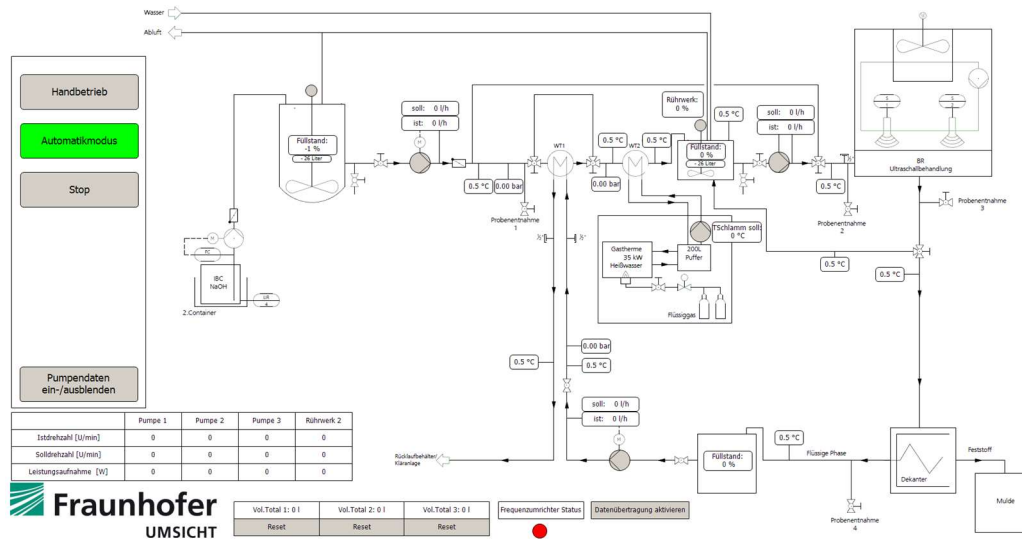 Wasser
Abluft
Handbetrieb
Automatikmodus
Stop
Pumpendaten
ein-/ausblenden
Füllstand:
-1 %
- 26 Liter
soll: 0 l/h
ist: 0 l/h
M
0.5 °C
0.00 bar
Probenentnahme
1
WT1
0.5 °C
0.00 bar
WT2
0.5 °C
Rührwerk:
0 %
0.5 °C
Füllstand:
0 %
- 26 Liter
soll: 0 l/h
ist: 0 l/h
0.5 °C
Probenentnahme
2
BR
Ultraschallbehandlung
Probenentnahme
3
½"
½"
½"
TSchlamm soll:
0 °C
Gastherme
35 kW
Heißwasser
200L
Puffer
Flüssiggas
0.5 °C
0.5 °C
M
FC
IBC
NaOH
2.Container
0.5 °C
0.00 bar
0.5 °C
soll: 0 l/h
ist: 0 l/h
M
Rücklaufbehälter/
Kläranlage
Füllstand:
0 %
0.5 °C
Flüssige Phase
Probenentnahme
4
Dekanter
Feststoff
Mulde
Pumpe 1 Pumpe 2 Pumpe 3 Rührwerk 2
Istdrehzahl [U/min] 0 0 0 0
Solldrehzahl [U/min] 0 0 0 0
Leistungsaufnahme [W] 0 0 0 0
Fraunhofer
UMSICHT
Vol.Total 1: 0 l Vol.Total 2: 0 l Vol.Total 3: 0 l
Reset Reset Reset
Frequenzumrichter Status
Datenübertragung aktivieren